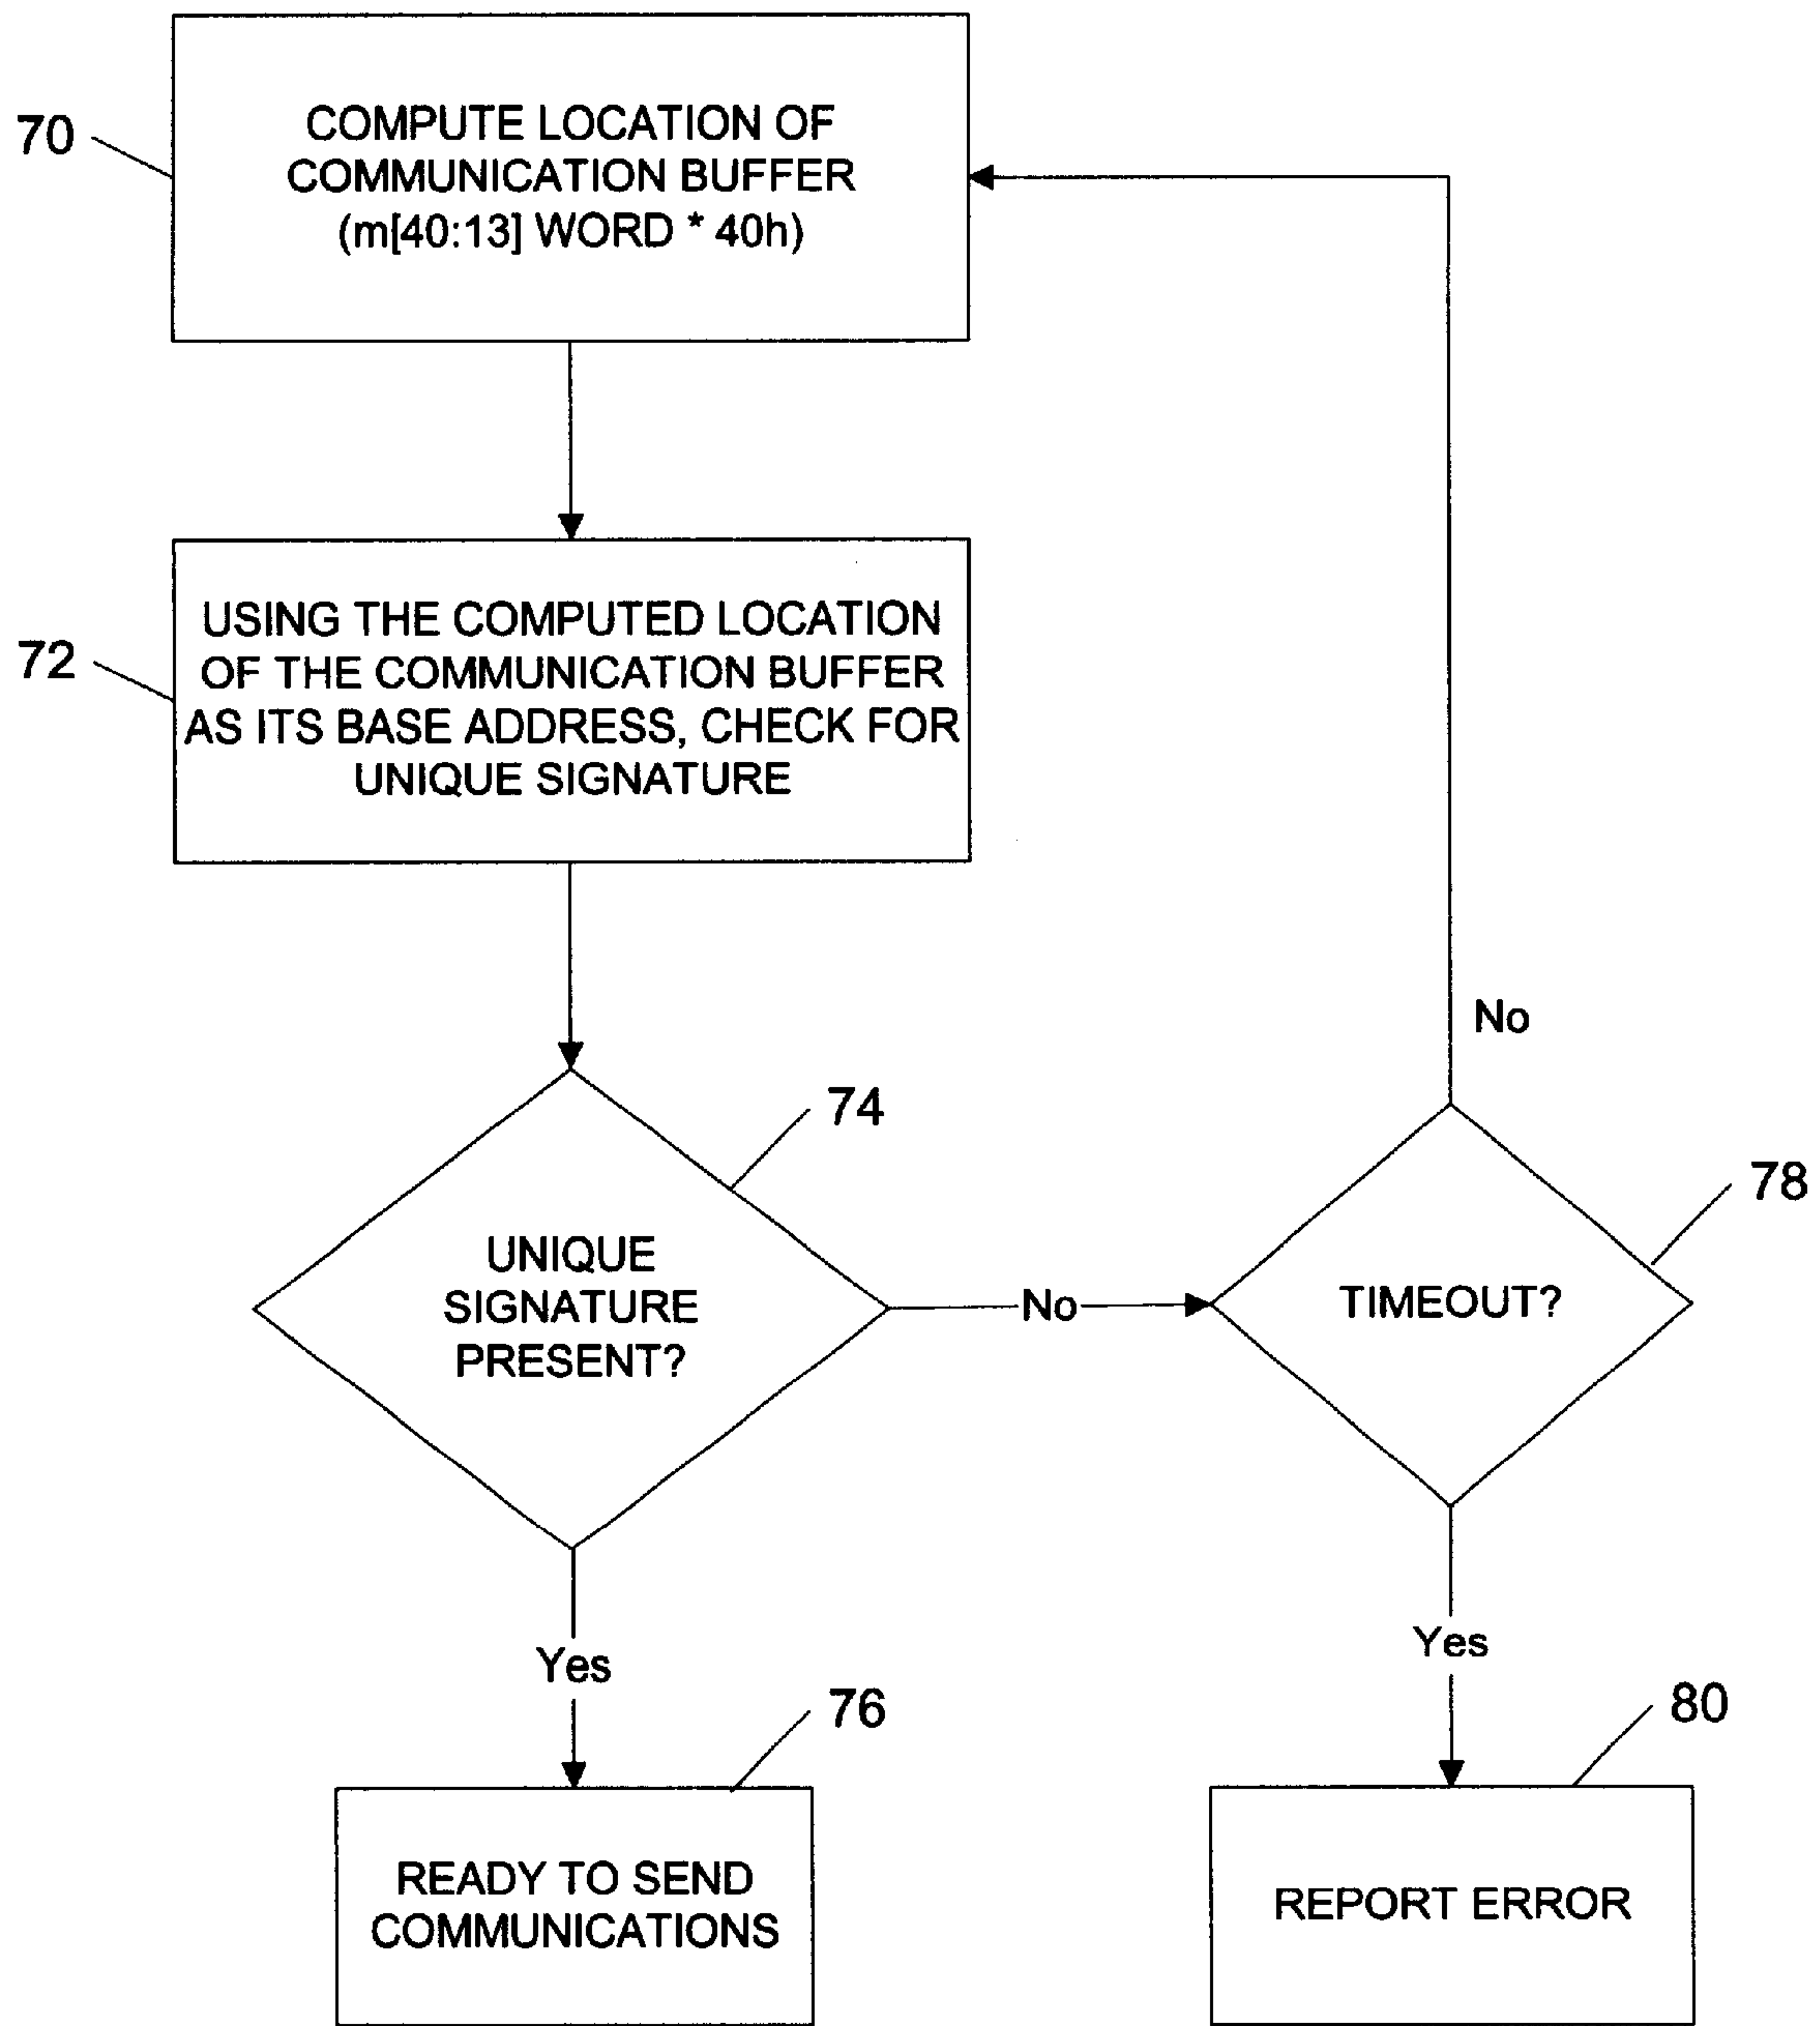 70
COMPUTE LOCATION OF
COMMUNICATION BUFFER
(m[40:13] WORD * 40h)
72
USING THE COMPUTED LOCATION
OF THE COMMUNICATION BUFFER
AS ITS BASE ADDRESS, CHECK FOR
UNIQUE SIGNATURE
No
74
78
UNIQUE
SIGNATURE
PRESENT?
No
TIMEOUT?
Yes
Yes
76
80
READY TO SEND
COMMUNICATIONS
REPORT ERROR